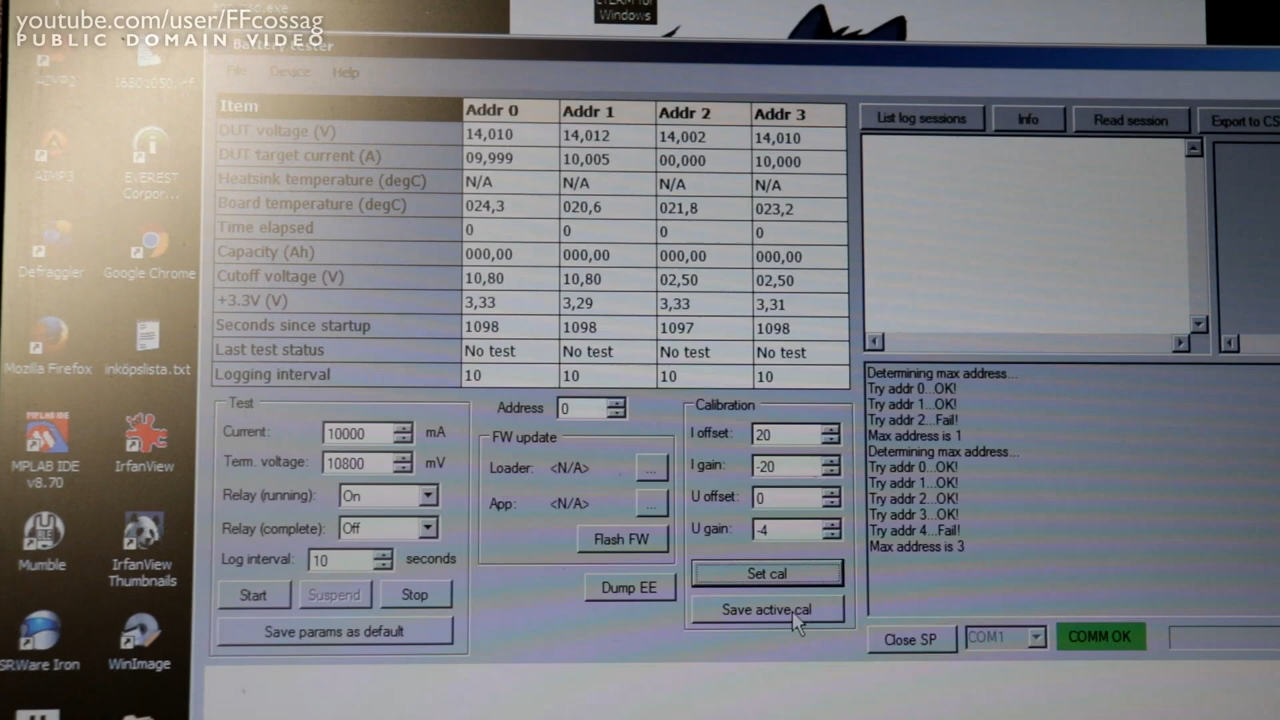 youtube.com/user/FFcossag
PUBLIC DOMAIN VIDEO
Windows
Battery tester
File Device Help
Item Addr 0 Addr 1 Addr 2 Addr 3
DUT voltage (V) 14,010 14,012 14,002 14,010
DUT target current (A) 09,999 10,005 00,000 10,000
Heatsink temperature (degC) N/A N/A N/A N/A
Board temperature (degC) 024,3 020,6 021,8 023,2
Time elapsed 0 0 0 0
Capacity (Ah) 000,00 000,00 000,00 000,00
Cutoff voltage (V) 10,80 10,80 02,50 02,50
+3.3V (V) 3,33 3,29 3,33 3,31
Seconds since startup 1098 1098 1097 1098
Last test status No test No test No test No test
Logging interval 10 10 10 10
List log sessions Info Read session Export to CS
Determining max address...
Try addr 0...OK!
Try addr 1...OK!
Try addr 2...Fail!
Max address is 1
Determining max address...
Try addr 0...OK!
Try addr 1...OK!
Try addr 2...OK!
Try addr 3...OK!
Try addr 4...Fail!
Max address is 3
Test
Current: 10000 mA
Term. voltage: 10800 mV
Relay (running): On
Relay (complete): Off
Log interval: 10 seconds
Start Suspend Stop
Save params as default
Address 0
FW update
Loader: <N/A> ...
App: <N/A> ...
Flash FW
Dump EE
Calibration
I offset: 20
I gain: -20
U offset: 0
U gain: -4
Set cal
Save active cal
Close SP COM1 COMM OK
AIMP2
AIMP3
EVEREST
Corpor...
Defraggler
Google Chrome
Mozilla Firefox
inköpslista.txt
MPLAB IDE
v8.70
IrfanView
Mumble
IrfanView
Thumbnails
SRWare Iron
WinImage